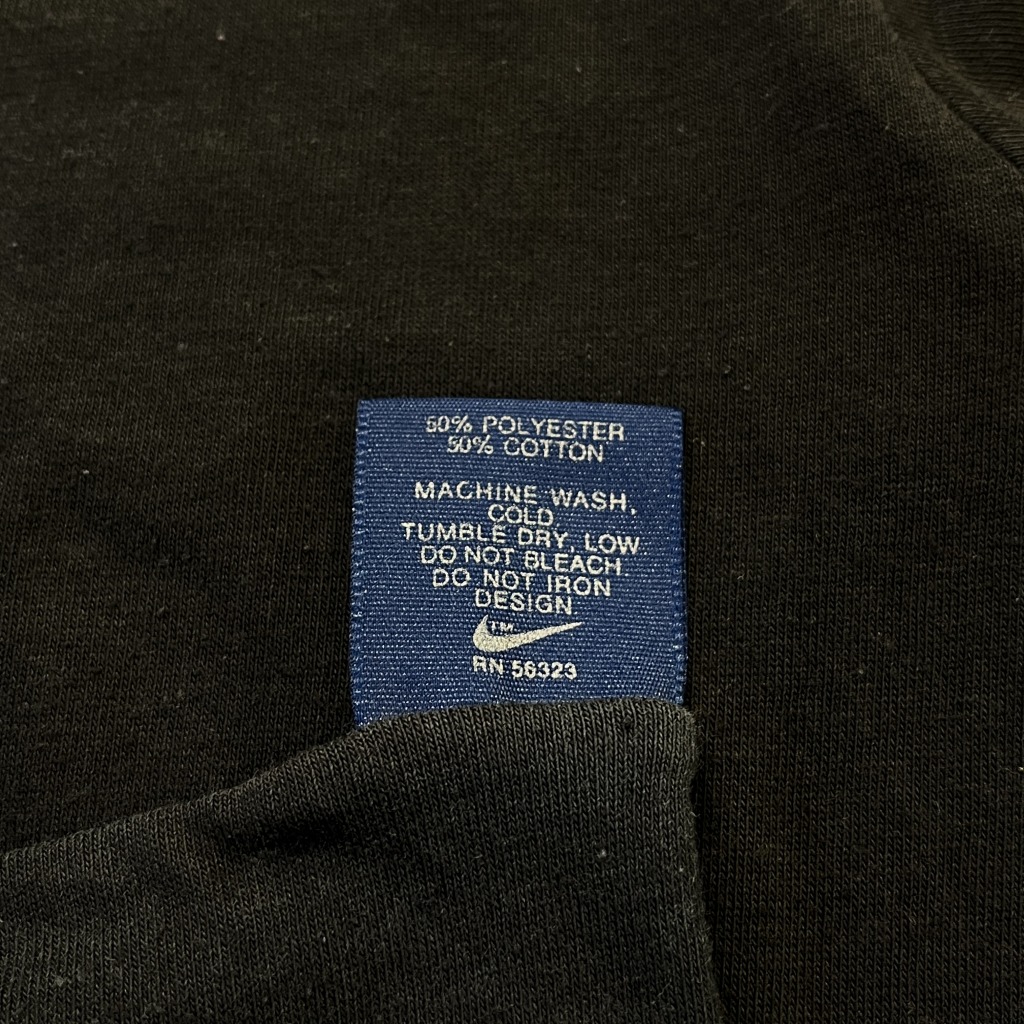 50% POLYESTER
50% COTTON
MACHINE WASH,
COLD,
TUMBLE DRY, LOW
DO NOT BLEACH
DO NOT IRON
DESIGN
TM
RN 56323